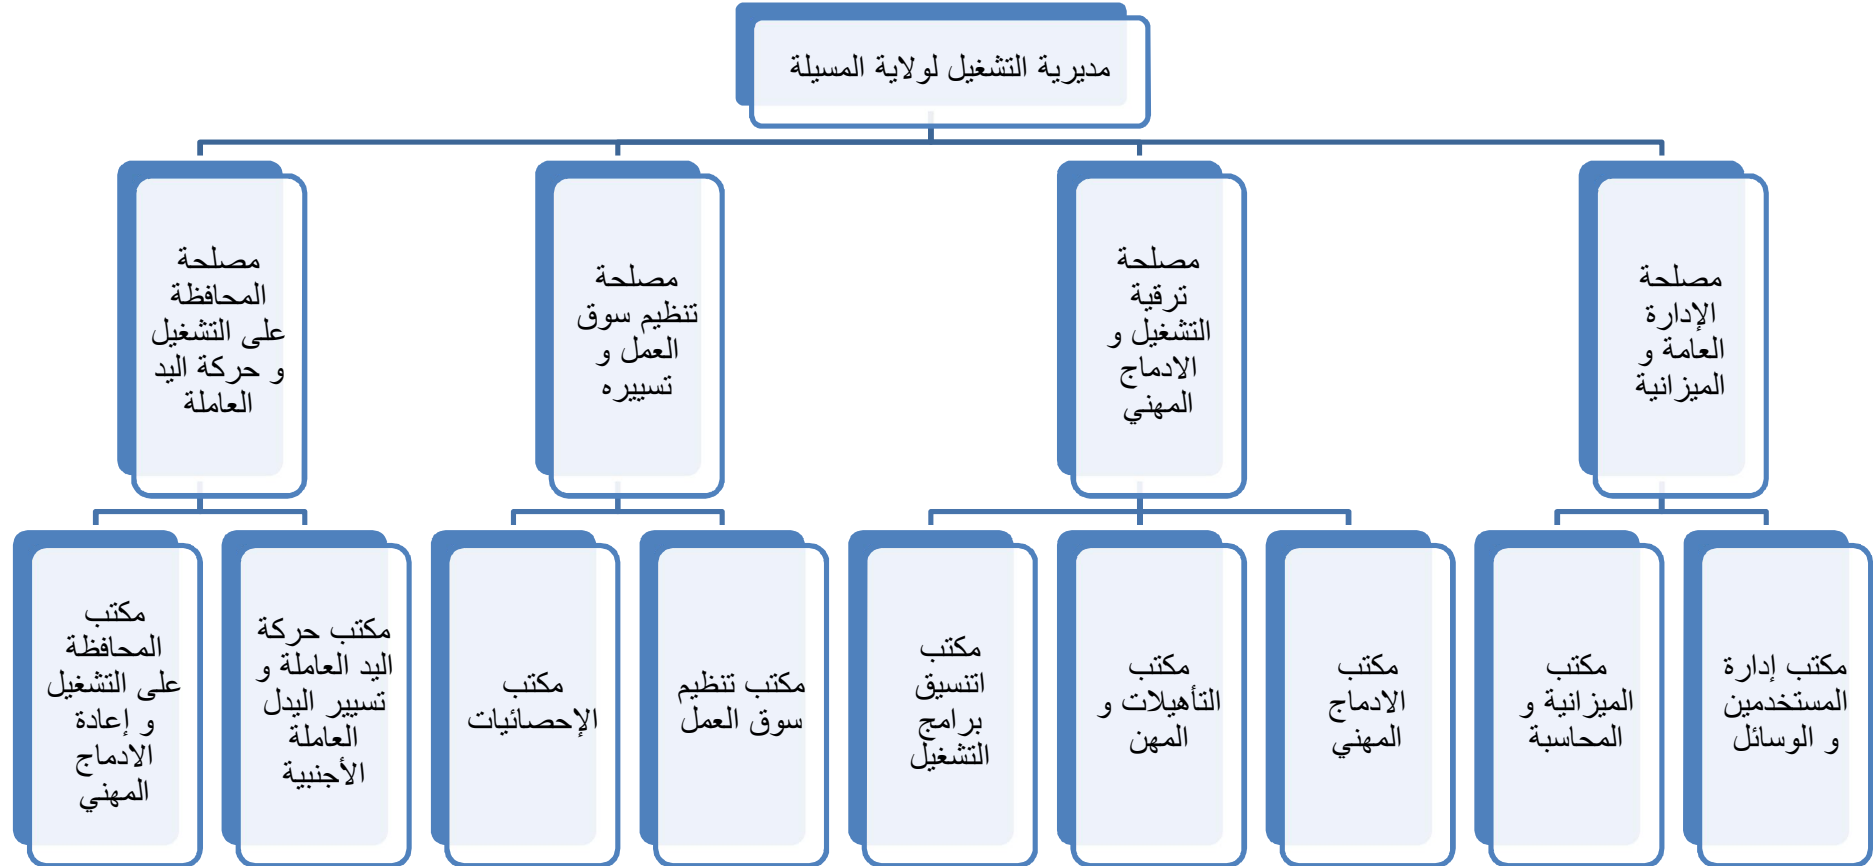 مديرية التشغيل لولاية المسيلة
مصلحة
الإدارة
العامة و
الميزانية
مصلحة
ترقية
التشغيل و
الادماج
المهني
مصلحة
تنظيم سوق
العمل و
تسييره
مصلحة
المحافظة
على التشغيل
و حركة اليد
العاملة
مكتب إدارة
المستخدمين
و الوسائل
مكتب
الميزانية و
المحاسبة
مكتب
الادماج
المهني
مكتب
التأهيلات و
المهن
مكتب
اتنسيق
برامج
التشغيل
مكتب تنظيم
سوق العمل
مكتب
الإحصائيات
مكتب حركة
اليد العاملة و
تسيير اليدل
العاملة
الأجنبية
مكتب
المحافظة
على التشغيل
و إعادة
الادماج
المهني